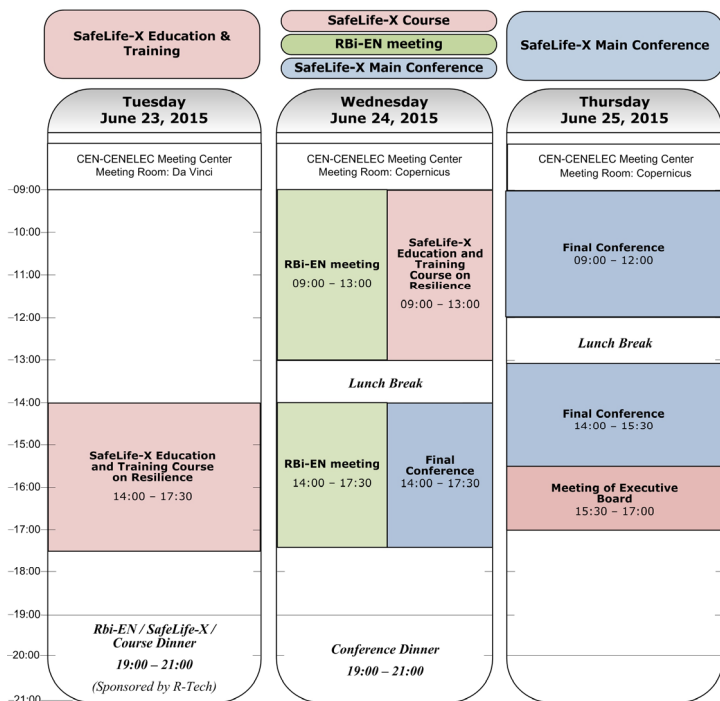 SafeLife-X Education &
Training
SafeLife-X Course
RBi-EN meeting
SafeLife-X Main Conference
SafeLife-X Main Conference
Tuesday
June 23, 2015
Wednesday
June 24, 2015
Thursday
June 25, 2015
CEN-CENELEC Meeting Center
Meeting Room: Da Vinci
CEN-CENELEC Meeting Center
Meeting Room: Copernicus
CEN-CENELEC Meeting Center
Meeting Room: Copernicus
09:00
10:00
11:00
12:00
13:00
14:00
15:00
16:00
17:00
18:00
19:00
20:00
21:00
SafeLife-X Education
and Training Course
on Resilience
14:00 – 17:30
Rbi-EN / SafeLife-X /
Course Dinner
19:00 – 21:00
(Sponsored by R-Tech)
RBi-EN meeting
09:00 – 13:00
SafeLife-X
Education and
Training
Course on
Resilience
09:00 – 13:00
Lunch Break
RBi-EN meeting
14:00 – 17:30
Final
Conference
14:00 – 17:30
Conference Dinner
19:00 – 21:00
Final Conference
09:00 – 12:00
Lunch Break
Final Conference
14:00 – 15:30
Meeting of Executive
Board
15:30 – 17:00